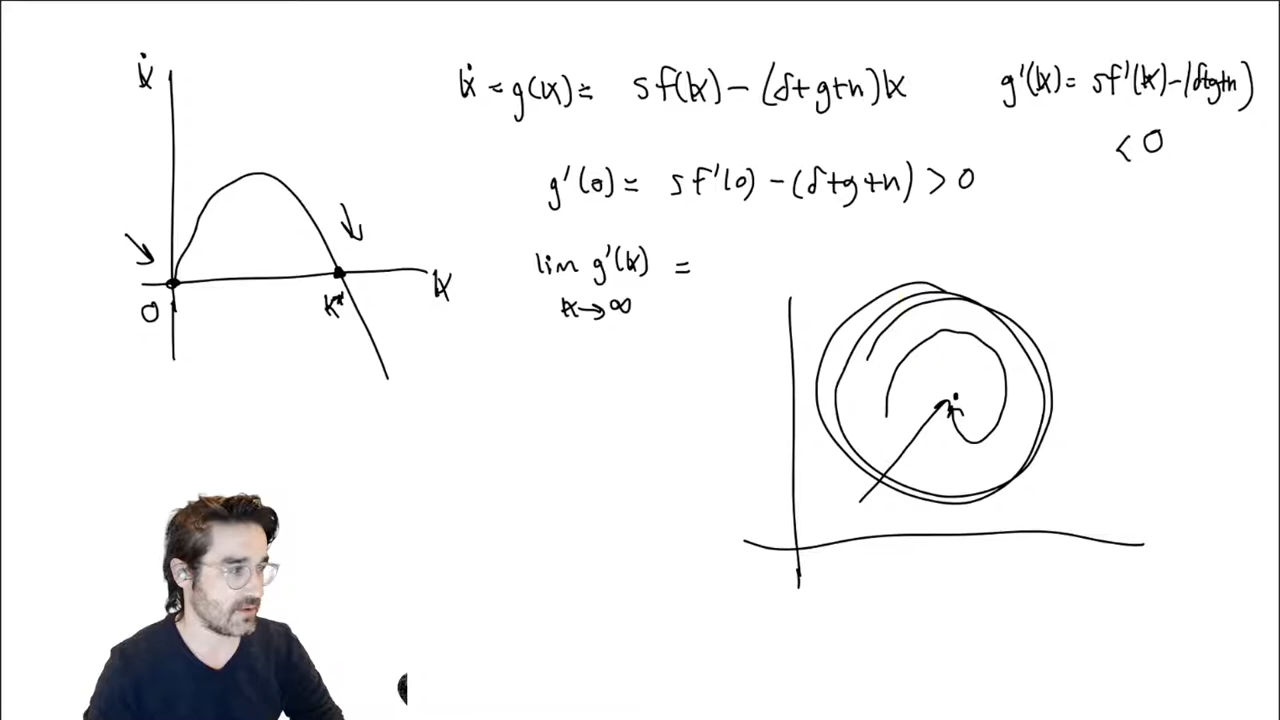 k̇
k̇ = g(k) = sf(k) - (δ+g+n)k
g'(k) = sf'(k) - (δ+g+n)
< 0
g'(0) = sf'(0) - (δ+g+n) > 0
lim g'(k) =
k→∞
0
k*
k